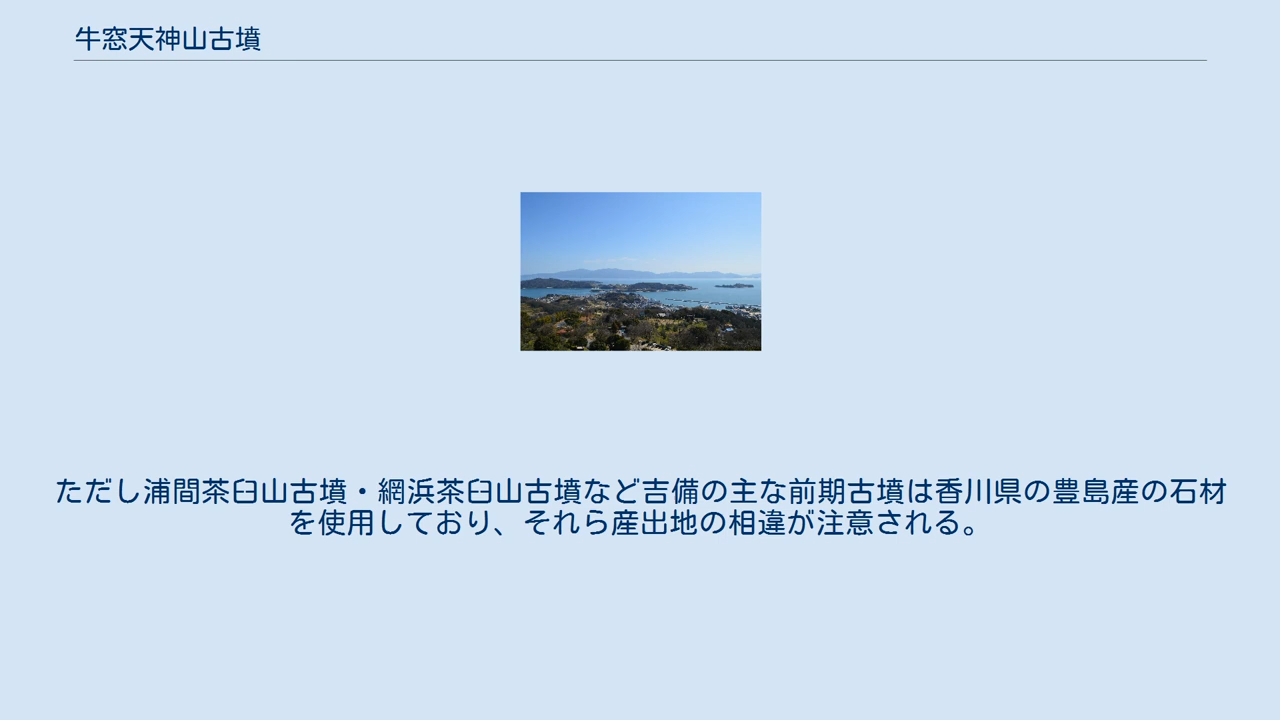 牛窓天神山古墳
ただし浦間茶臼山古墳・網浜茶臼山古墳など吉備の主な前期古墳は香川県の豊島産の石材
を使用しており、それら産出地の相違が注意される。